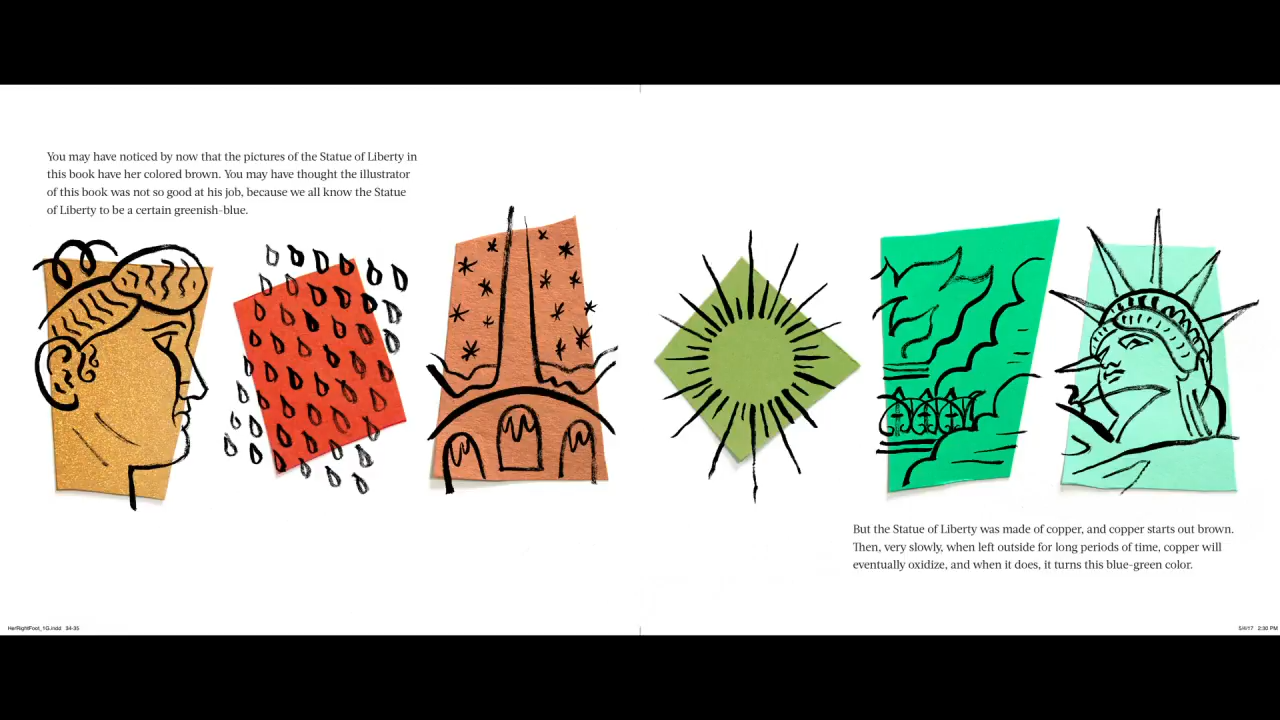 You may have noticed by now that the pictures of the Statue of Liberty in
this book have her colored brown. You may have thought the illustrator
of this book was not so good at his job, because we all know the Statue
of Liberty to be a certain greenish-blue.
But the Statue of Liberty was made of copper, and copper starts out brown.
Then, very slowly, when left outside for long periods of time, copper will
eventually oxidize, and when it does, it turns this blue-green color.
HerRightFoot_1G.indd 34-35
5/4/17 2:30 PM